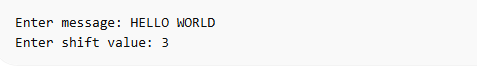 Enter message: HELLO WORLD
Enter shift value: 3